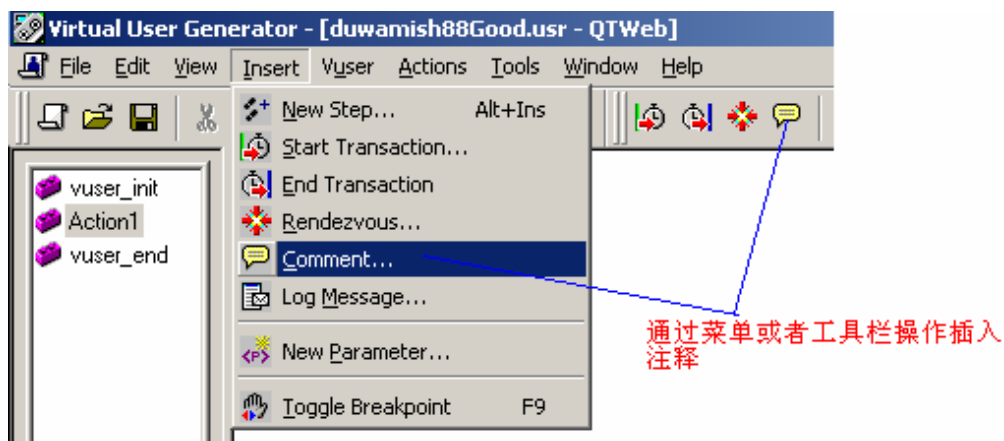 Virtual User Generator - [duwamish88Good.usr - QTWeb]
File Edit View Insert Vuser Actions Tools Window Help
New Step... Alt+Ins
Start Transaction...
End Transaction
Rendezvous...
Comment...
Log Message...
New Parameter...
Toggle Breakpoint F9
vuser_init
Action1
vuser_end
通过菜单或者工具栏操作插入
注释